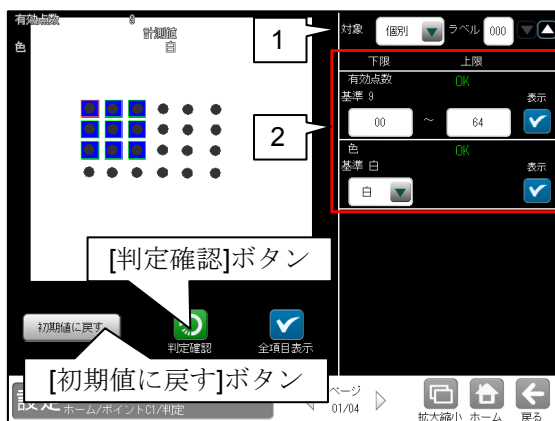 有効点数 9
計測値
色 白
1
対象 個別 ラベル 000
下限 上限
有効点数 OK
基準 9 表示
00 ～ 64
2
色 OK
基準 白 表示
白
[判定確認]ボタン
初期値に戻す
判定確認 全項目表示
[初期値に戻す]ボタン
設定 ホーム/ポイントC1/判定
ページ
01/04
拡大縮小 ホーム 戻る